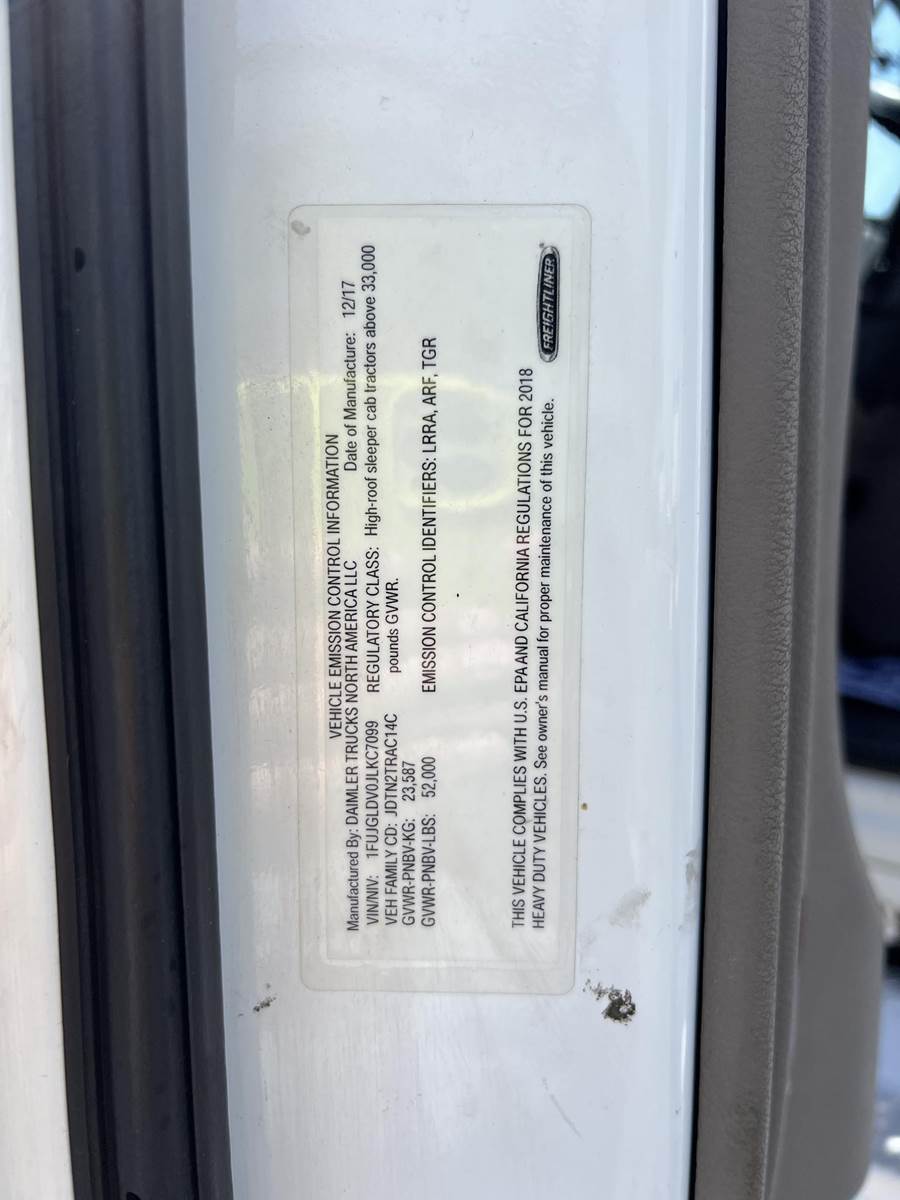 VEHICLE EMISSION CONTROL INFORMATION
Manufactured By: DAIMLER TRUCKS NORTH AMERICA LLC Date of Manufacture: 12/17
VIN/NIV: 1FUJGLDV0JLKC7099 REGULATORY CLASS: High-roof sleeper cab tractors above 33,000
VEH FAMILY CD: JDTN2TRAC14C pounds GVWR.
GVWR-PNBV-KG: 23,587
GVWR-PNBV-LBS: 52,000 EMISSION CONTROL IDENTIFIERS: LRRA, ARF, TGR
THIS VEHICLE COMPLIES WITH U.S. EPA AND CALIFORNIA REGULATIONS FOR 2018
HEAVY DUTY VEHICLES. See owner's manual for proper maintenance of this vehicle.
FREIGHTLINER